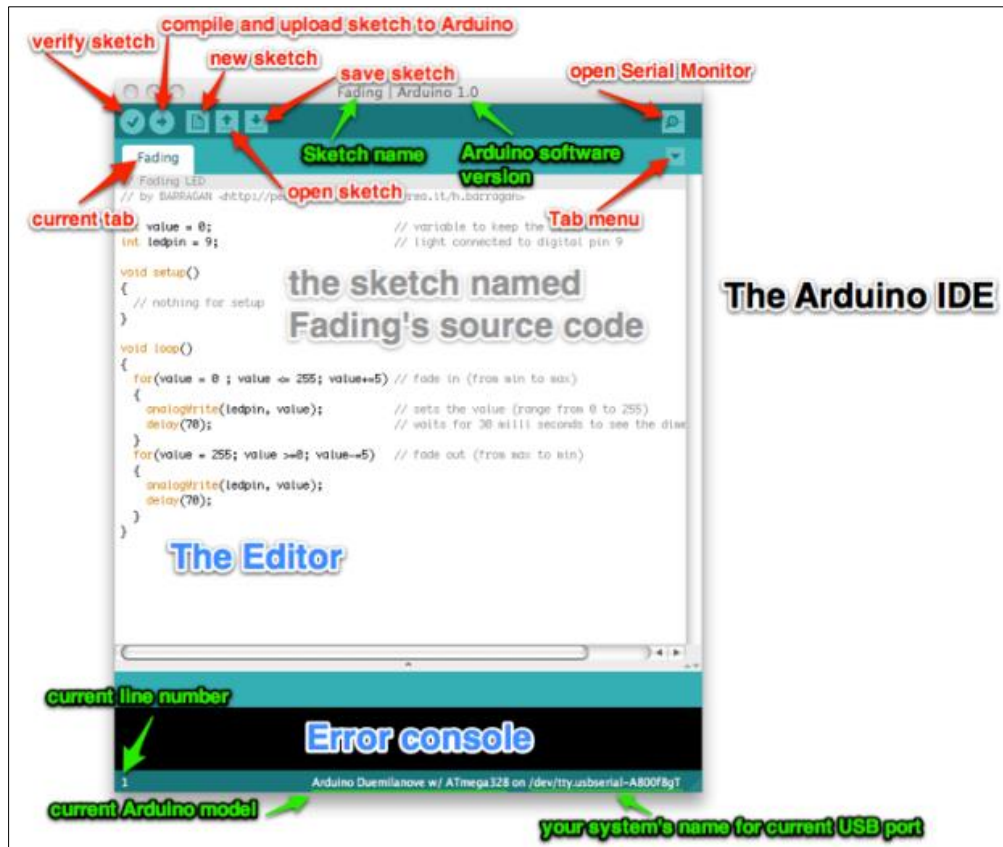 compile and upload sketch to Arduino
verify sketch
new sketch
save sketch
open Serial Monitor
Fading | Arduino 1.0
Sketch name
Arduino software
version
Fading
open sketch
current tab
Tab menu
// Fading LED
// by BARRAGAN <http://
rea.it/h.barragan>
value = 0; // variable to keep the
int ledpin = 9; // light connected to digital pin 9
void setup()
{
// nothing for setup
}
the sketch named
Fading's source code
The Arduino IDE
void loop()
{
for(value = 0 ; value <= 255; value+=5) // fade in (from min to max)
{
analogWrite(ledpin, value); // sets the value (range from 0 to 255)
delay(70); // waits for 30 milli seconds to see the dim
}
for(value = 255; value >=0; value-=5) // fade out (from max to min)
{
analogWrite(ledpin, value);
delay(70);
}
}
The Editor
current line number
Error console
1
Arduino Duemilanove w/ ATmega328 on /dev/tty.usbserial-A800f8gT
current Arduino model
your system's name for current USB port